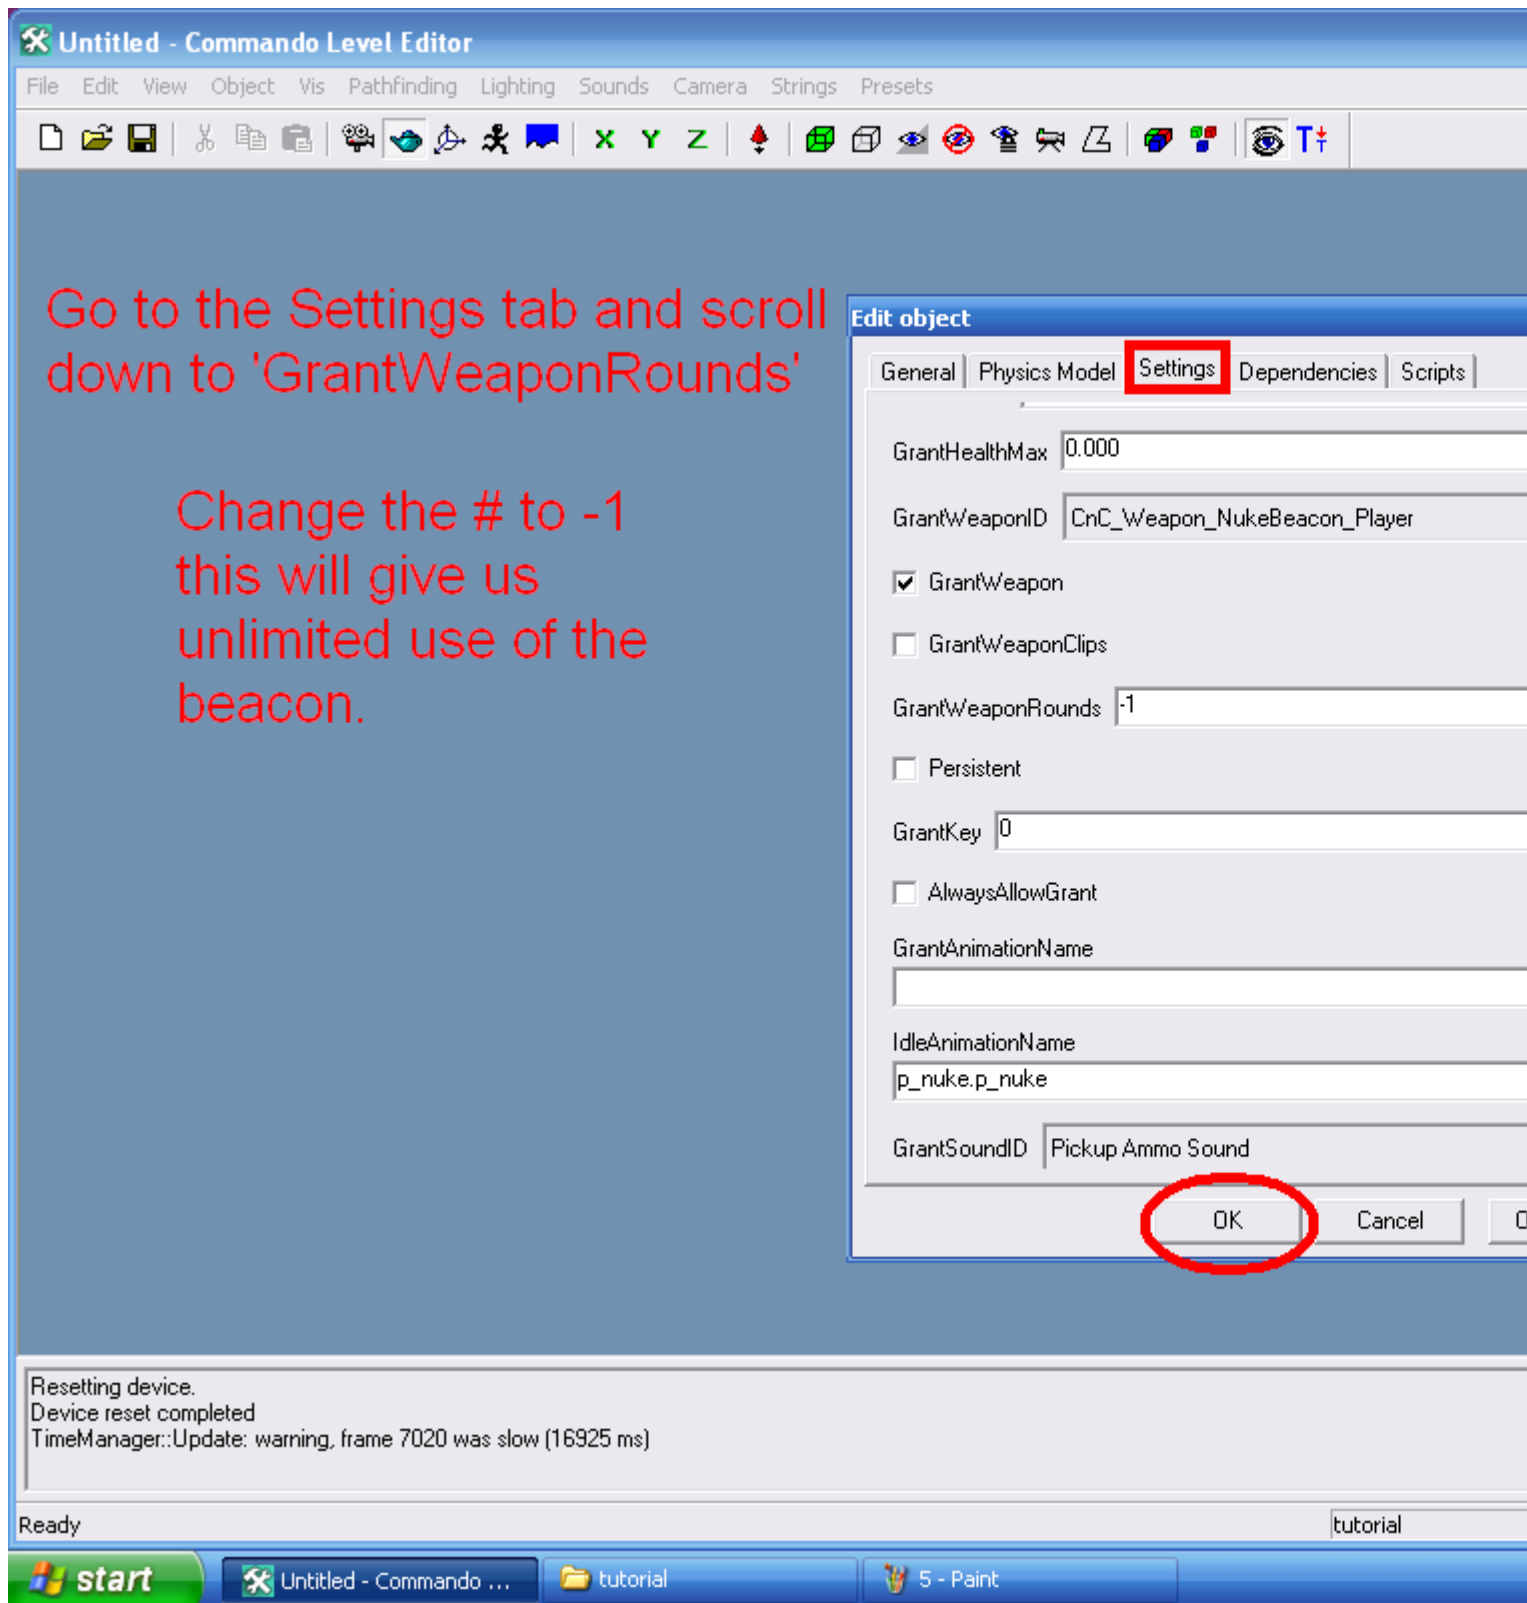 Untitled - Commando Level Editor
File Edit View Object Vis Pathfinding Lighting Sounds Camera Strings Presets
X Y Z T
Go to the Settings tab and scroll
down to 'GrantWeaponRounds'
Change the # to -1
this will give us
unlimited use of the
beacon.
Edit object
General Physics Model Settings Dependencies Scripts
GrantHealthMax 0.000
GrantWeaponID CnC_Weapon_NukeBeacon_Player
GrantWeapon
GrantWeaponClips
GrantWeaponRounds -1
Persistent
GrantKey 0
AlwaysAllowGrant
GrantAnimationName
IdleAnimationName
p_nuke.p_nuke
GrantSoundID Pickup Ammo Sound
OK Cancel
Resetting device.
Device reset completed
TimeManager::Update: warning, frame 7020 was slow (16925 ms)
Ready tutorial
start Untitled - Commando ... tutorial 5 - Paint